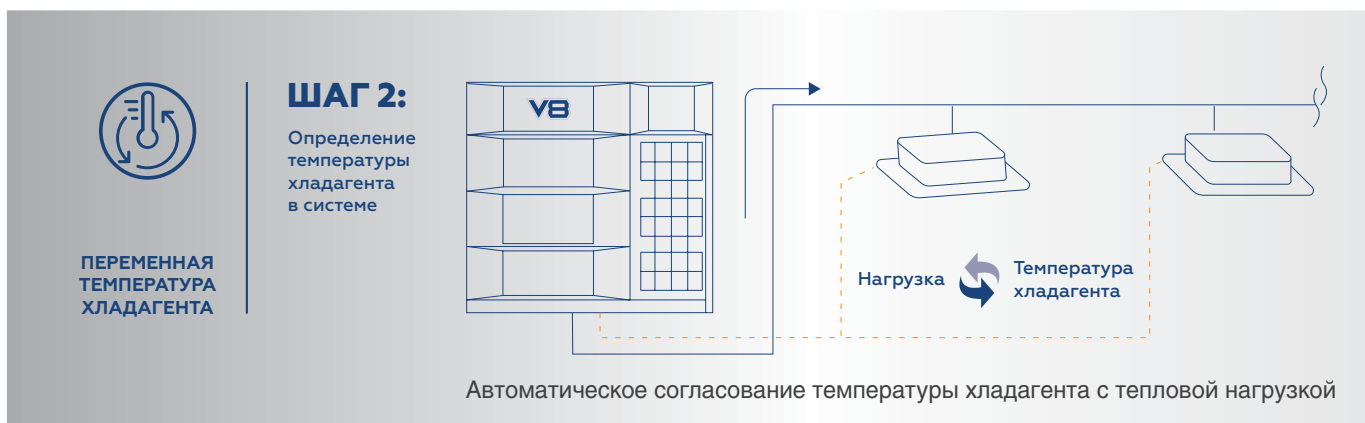 ПЕРЕМЕННАЯ
ТЕМПЕРАТУРА
ХЛАДАГЕНТА
ШАГ 2:
Определение
температуры
хладагента
в системе
V8
Нагрузка
Температура
хладагента
Автоматическое согласование температуры хладагента с тепловой нагрузкой